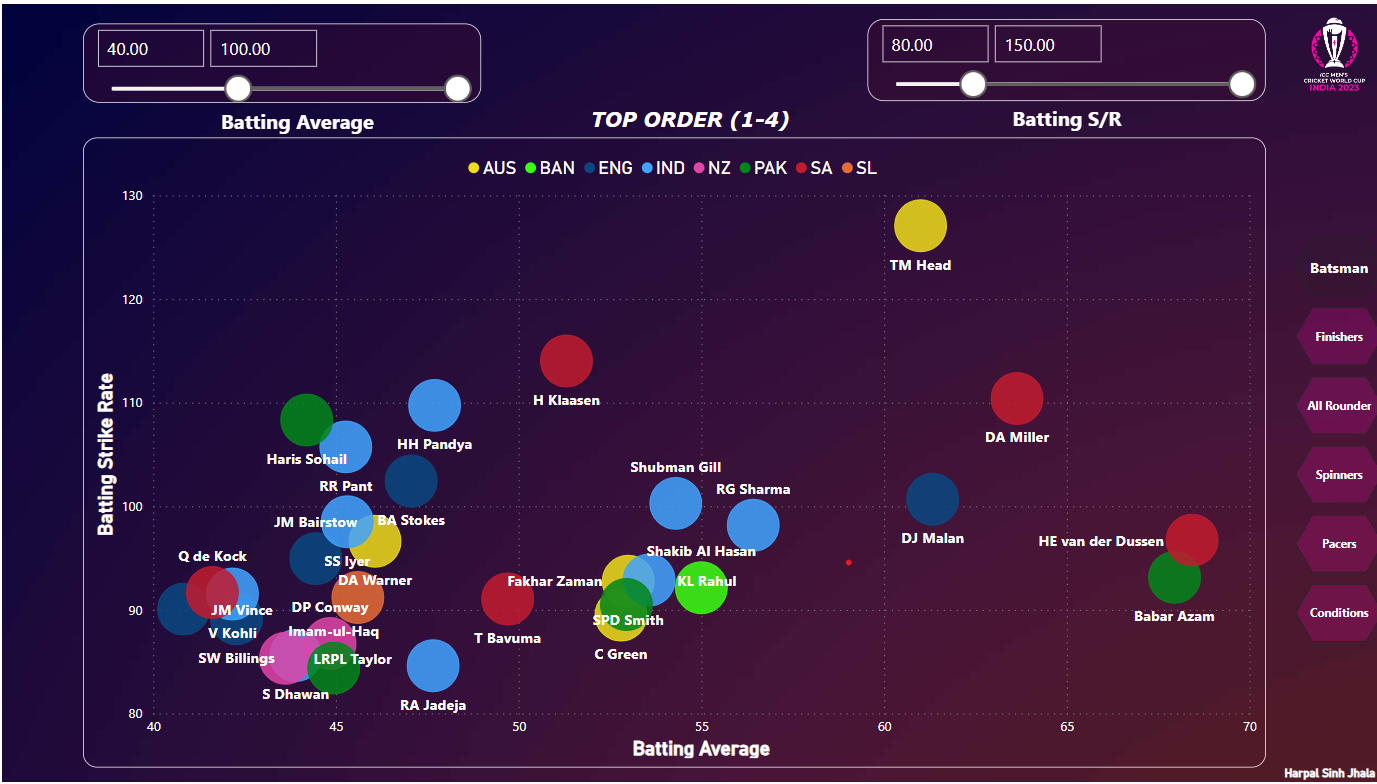 40.00 100.00
80.00 150.00
ICC MEN'S
CRICKET WORLD CUP
INDIA 2023
Batting Average
TOP ORDER (1-4)
Batting S/R
AUS BAN ENG IND NZ PAK SA SL
130
120
110
100
90
80
Batting Strike Rate
TM Head
H Klaasen
DA Miller
HH Pandya
Haris Sohail
Shubman Gill
RR Pant
RG Sharma
JM Bairstow
BA Stokes
DJ Malan
HE van der Dussen
Shakib Al Hasan
Q de Kock
SS Iyer
DA Warner
Fakhar Zaman
KL Rahul
JM Vince
DP Conway
SPD Smith
Babar Azam
V Kohli
Imam-ul-Haq
T Bavuma
C Green
SW Billings
LRPL Taylor
S Dhawan
RA Jadeja
40 45 50 55 60 65 70
Batting Average
Batsman
Finishers
All Rounder
Spinners
Pacers
Conditions
Harpal Sinh Jhala